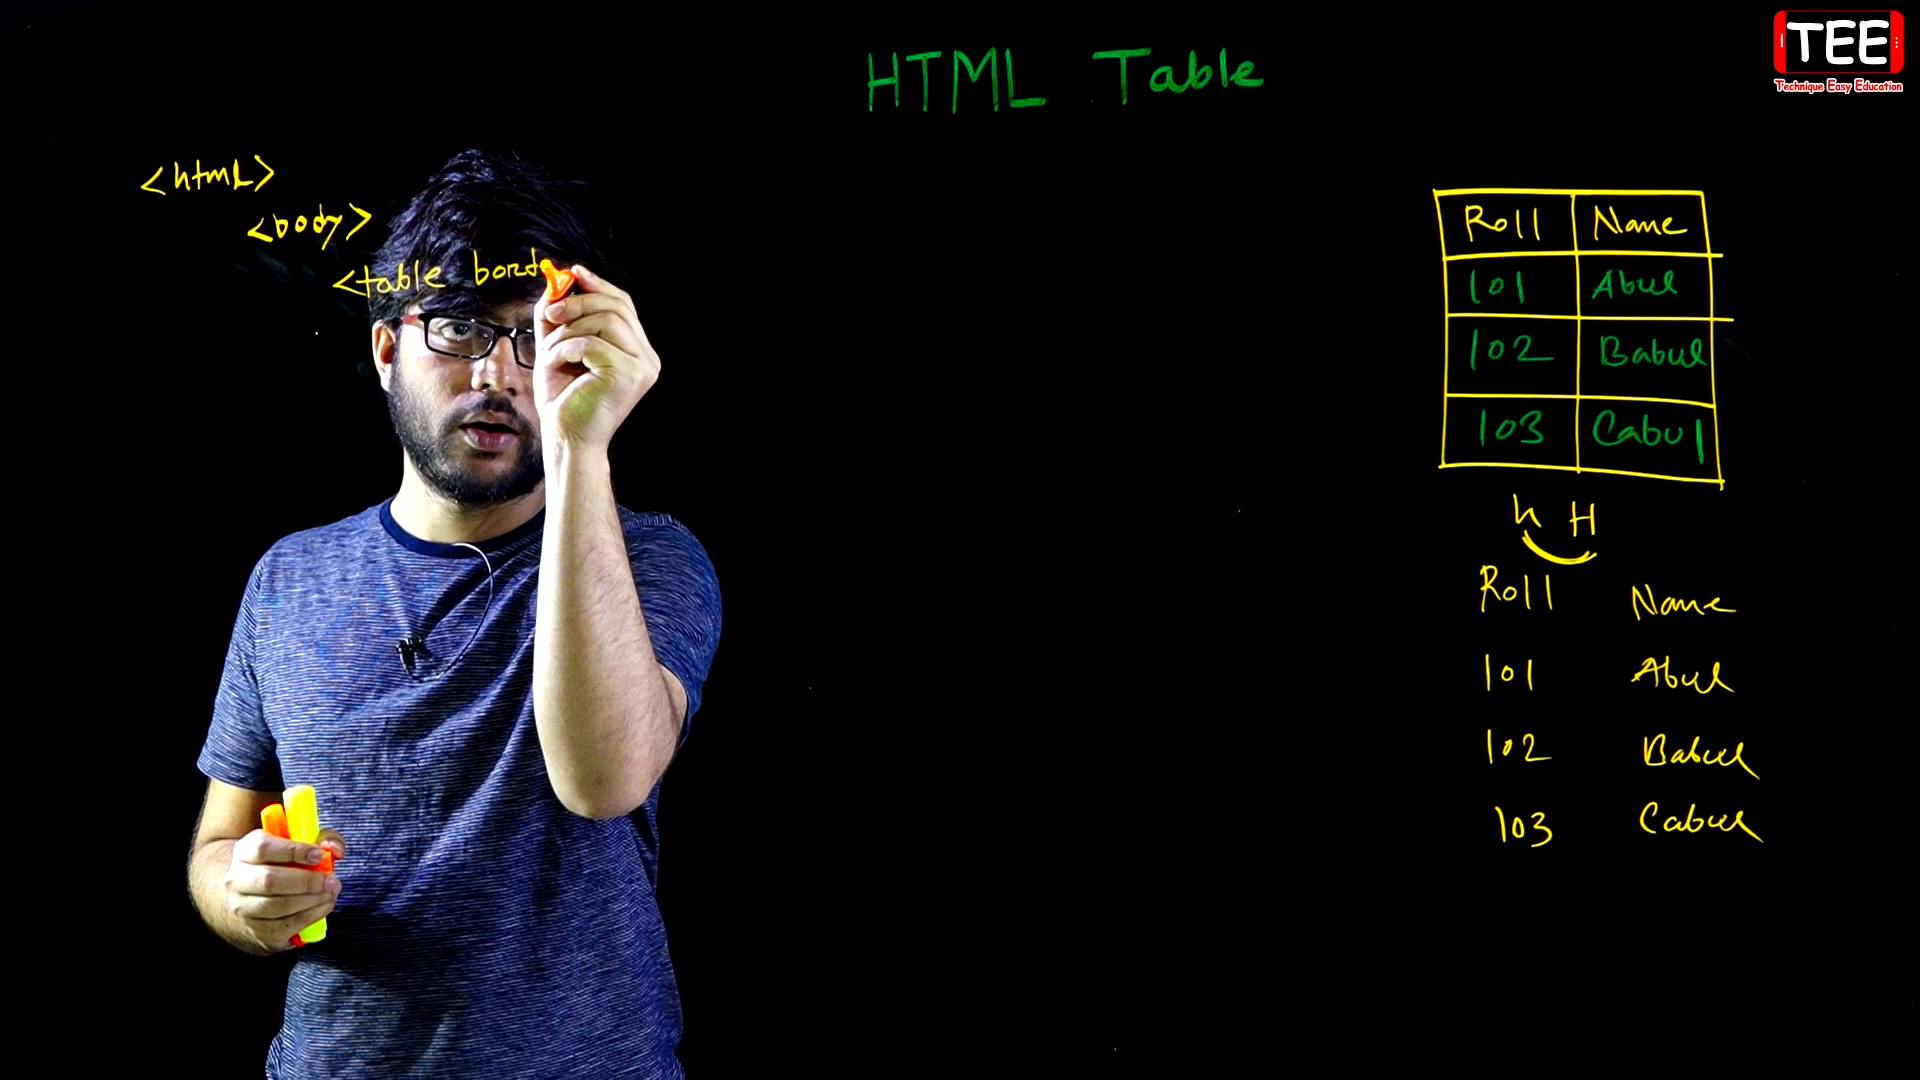 TEE
Technique Easy Education
HTML Table
<html>
<body>
<table borde
Roll Name
101 Abul
102 Babul
103 Cabul
h H
Roll Name
101 Abul
102 Babul
103 Cabul